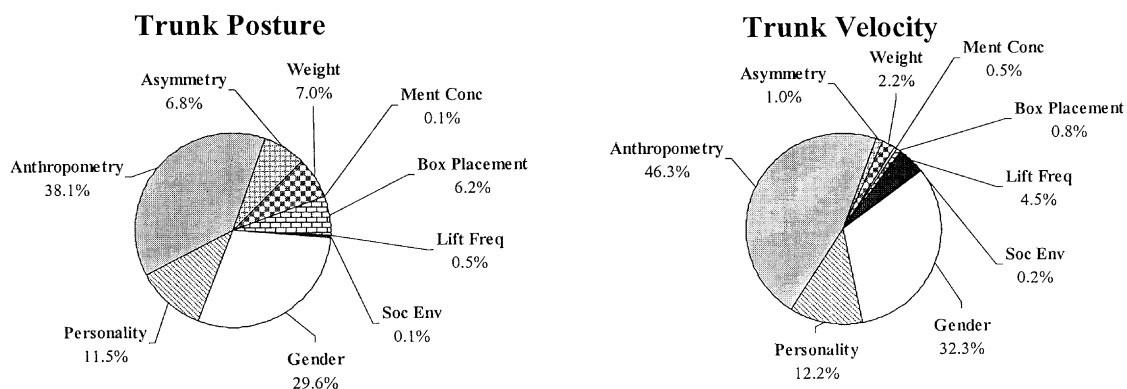 Trunk Posture
Asymmetry
6.8%
Weight
7.0%
Ment Conc
0.1%
Box Placement
6.2%
Lift Freq
0.5%
Soc Env
0.1%
Gender
29.6%
Personality
11.5%
Anthropometry
38.1%
Trunk Velocity
Asymmetry
1.0%
Weight
2.2%
Ment Conc
0.5%
Box Placement
0.8%
Lift Freq
4.5%
Soc Env
0.2%
Gender
32.3%
Personality
12.2%
Anthropometry
46.3%